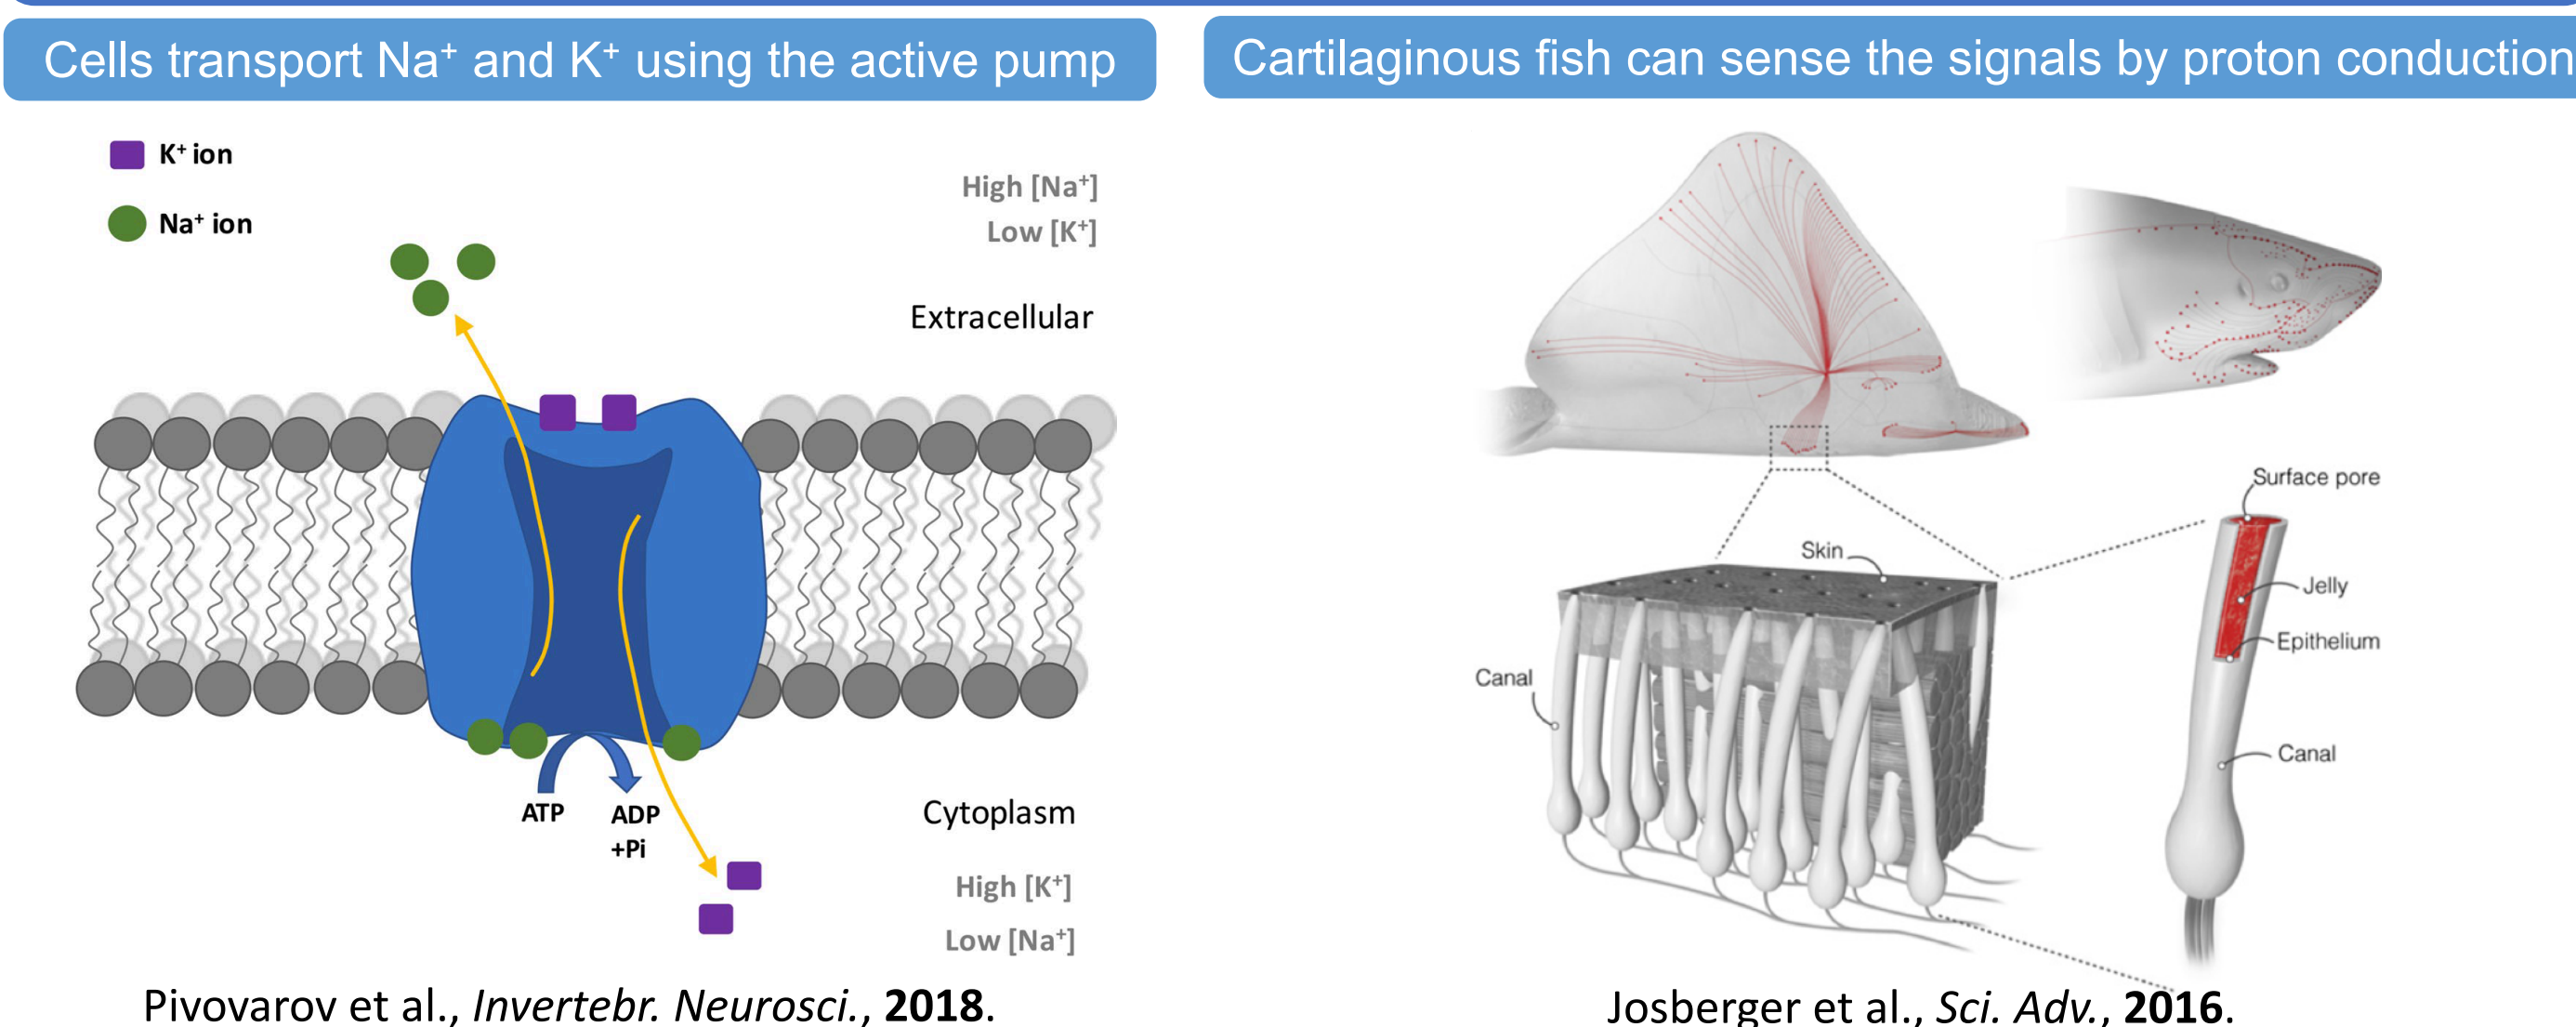 Cells transport Na⁺ and K⁺ using the active pump
K⁺ ion
Na⁺ ion
High [Na⁺]
Low [K⁺]
Extracellular
ATP
ADP
+Pi
Cytoplasm
High [K⁺]
Low [Na⁺]
Pivovarov et al., Invertebr. Neurosci., 2018.
Cartilaginous fish can sense the signals by proton conduction
Surface pore
Skin
Jelly
Epithelium
Canal
Canal
Josberger et al., Sci. Adv., 2016.